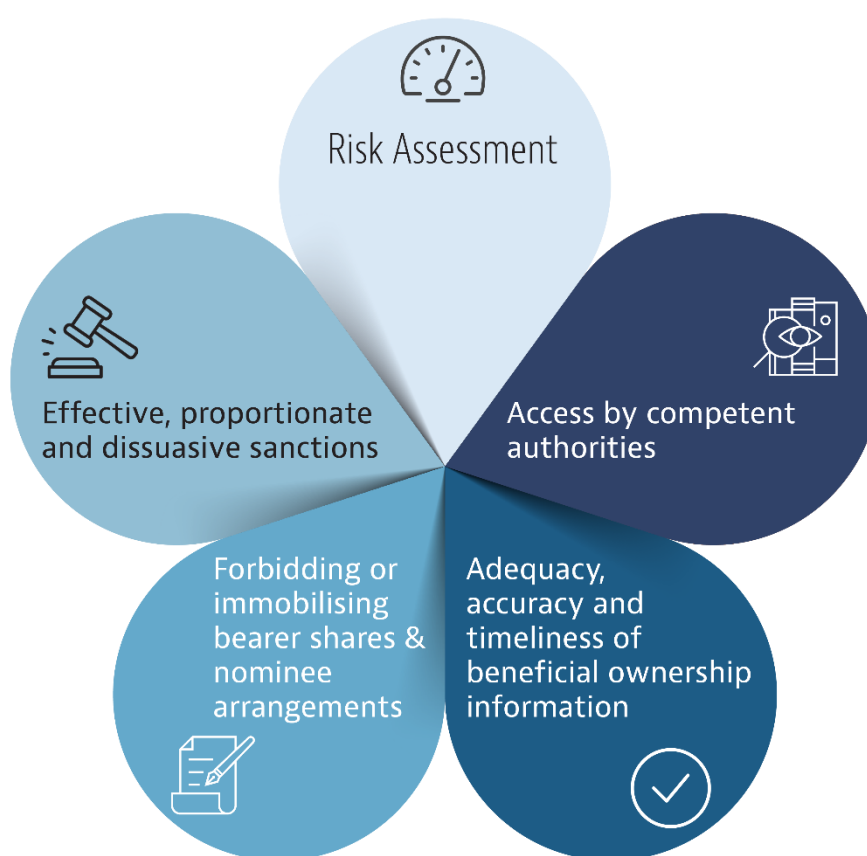 Risk Assessment
Access by competent
authorities
Adequacy,
accuracy and
timeliness of
beneficial ownership
information
Forbidding or
immobilising
bearer shares &
nominee
arrangements
Effective, proportionate
and dissuasive sanctions